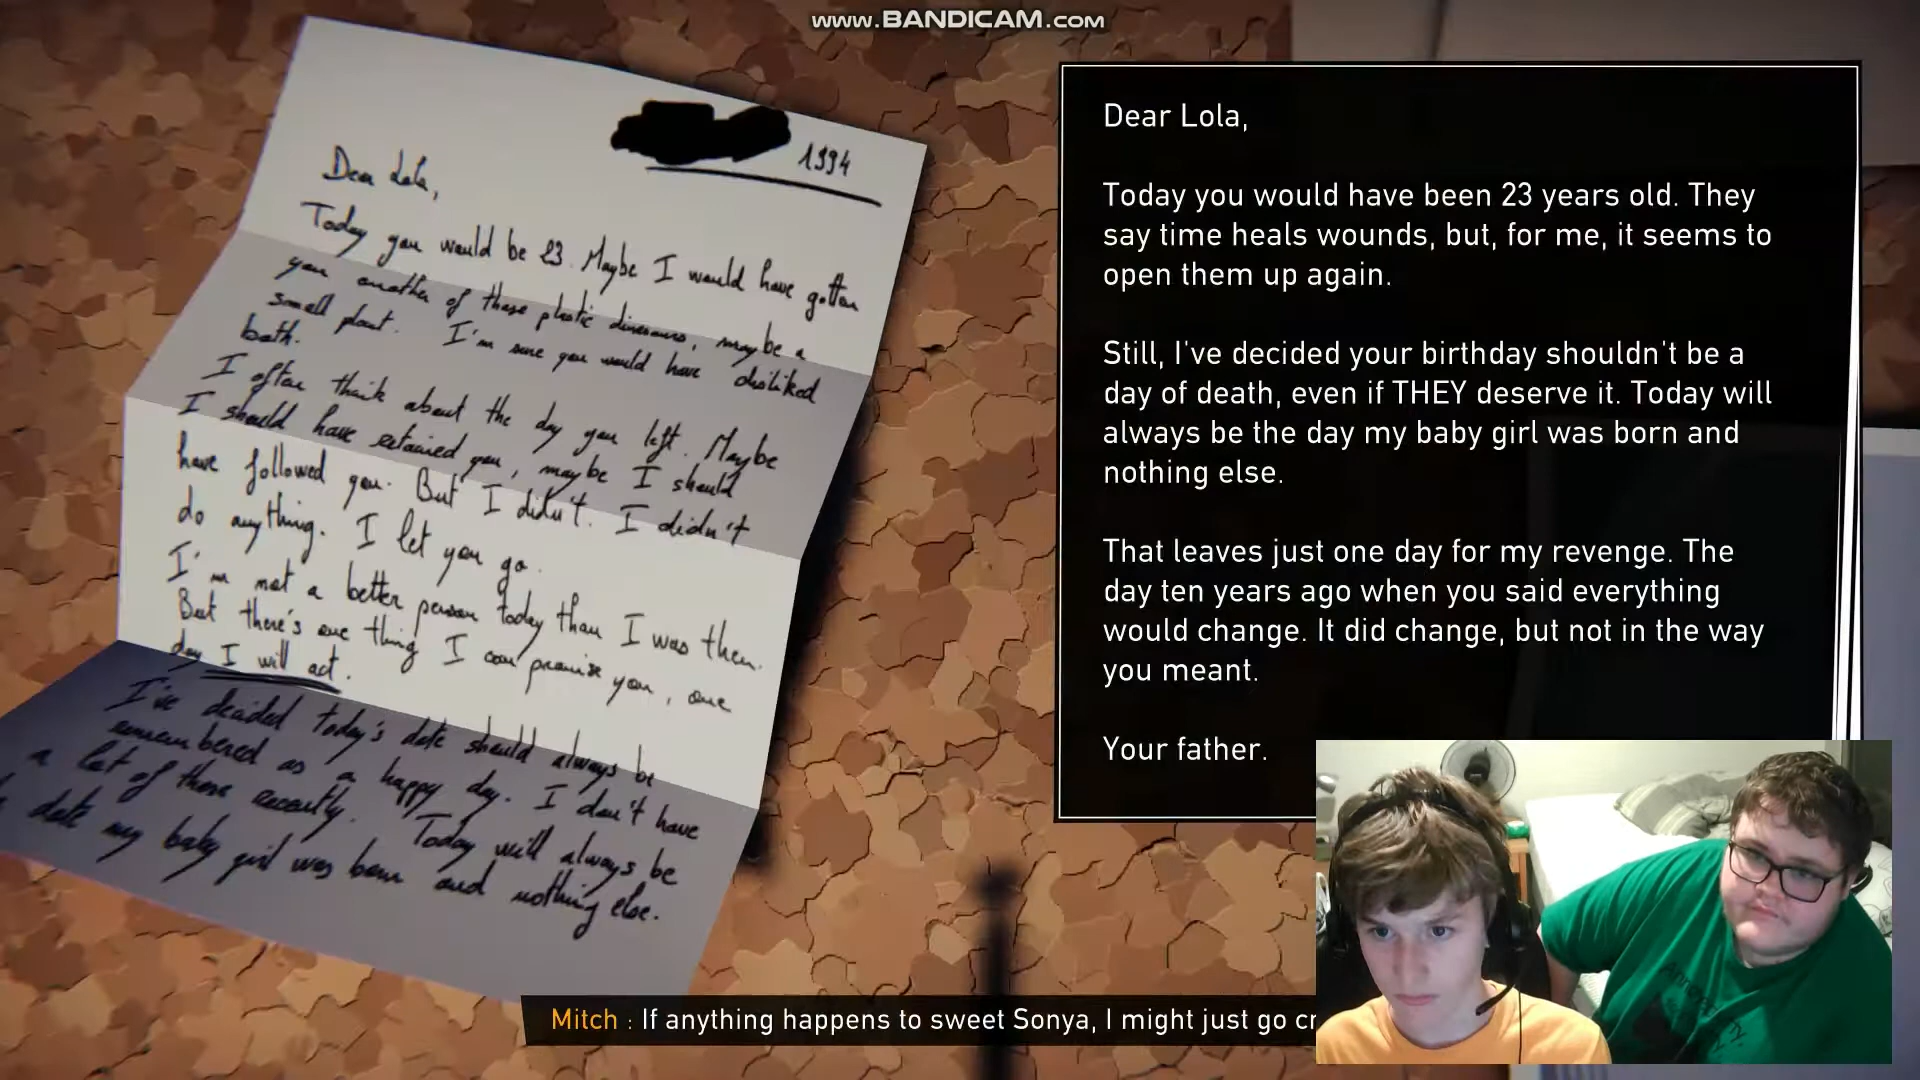 www.BANDICAM.com
1994
Dear Lola,
Today you would be 23. Maybe I would have gotten
you another of those plastic dinosaurs, maybe a
small plant. I'm sure you would have disliked
both.
I often think about the day you left. Maybe
I should have retained you, maybe I should
have followed you. But I didn't. I didn't
do anything. I let you go.
I'm not a better person today than I was then.
But there's one thing I can promise you, one
day I will act.
I've decided today's date should always be
remembered as a happy day. I don't have
a lot of those recently. Today will always be
date my baby girl was born and nothing else.
Dear Lola,
Today you would have been 23 years old. They
say time heals wounds, but, for me, it seems to
open them up again.
Still, I've decided your birthday shouldn't be a
day of death, even if THEY deserve it. Today will
always be the day my baby girl was born and
nothing else.
That leaves just one day for my revenge. The
day ten years ago when you said everything
would change. It did change, but not in the way
you meant.
Your father.
Mitch : If anything happens to sweet Sonya, I might just go cr